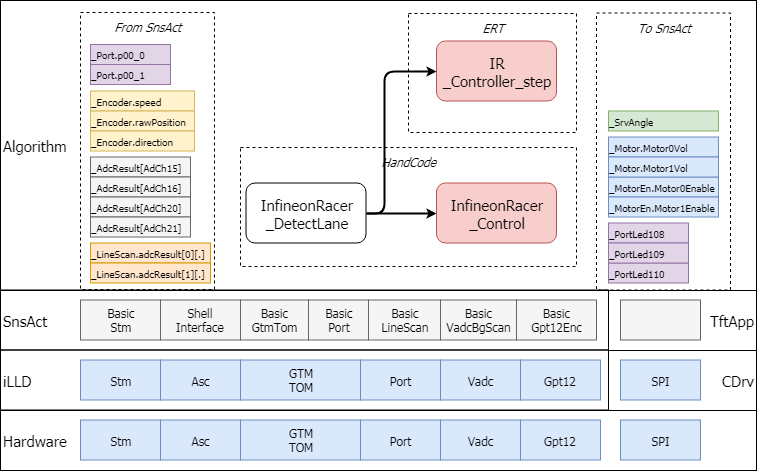 From SnsAct
ERT
To SnsAct
_Port.p00_0
_Port.p00_1
_Encoder.speed
_Encoder.rawPosition
_Encoder.direction
Algorithm
_AdcResult[AdCh15]
_AdcResult[AdCh16]
_AdcResult[AdCh20]
_AdcResult[AdCh21]
_LineScan.adcResult[0][.]
_LineScan.adcResult[1][.]
IR
_Controller_step
HandCode
InfineonRacer
_DetectLane
InfineonRacer
_Control
_SrvAngle
_Motor.Motor0Vol
_Motor.Motor1Vol
_MotorEn.Motor0Enable
_MotorEn.Motor1Enable
_PortLed108
_PortLed109
_PortLed110
SnsAct
Basic
Stm
Shell
Interface
Basic
GtmTom
Basic
Port
Basic
LineScan
Basic
VadcBgScan
Basic
Gpt12Enc
TftApp
iLLD
Stm
Asc
GTM
TOM
Port
Vadc
Gpt12
SPI
CDrv
Hardware
Stm
Asc
GTM
TOM
Port
Vadc
Gpt12
SPI